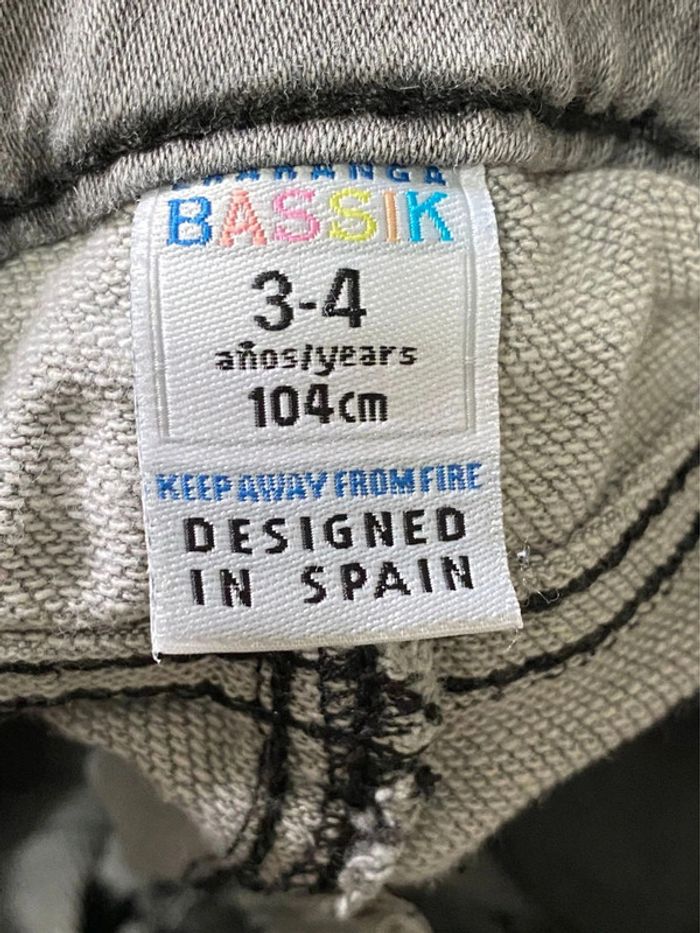 BASSIK
3-4
años/years
104cm
KEEP AWAY FROM FIRE
DESIGNED
IN SPAIN